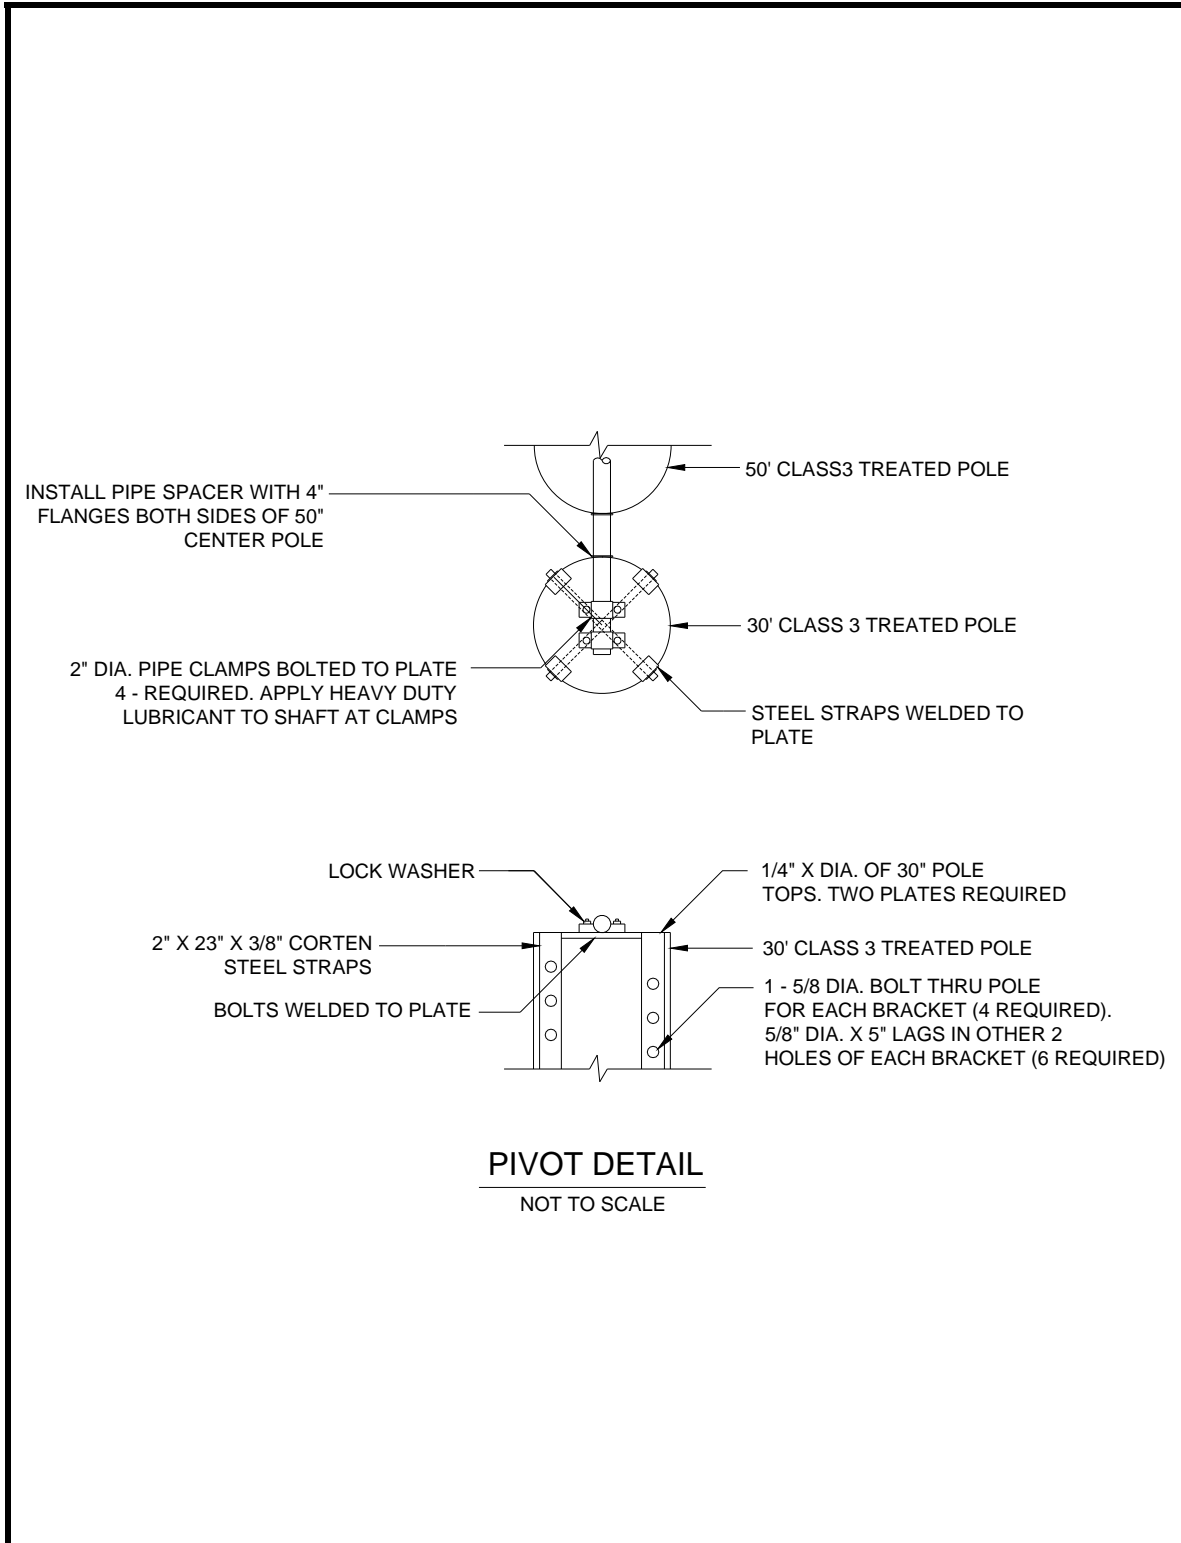 50' CLASS3 TREATED POLE
INSTALL PIPE SPACER WITH 4"
FLANGES BOTH SIDES OF 50"
CENTER POLE
30' CLASS 3 TREATED POLE
2" DIA. PIPE CLAMPS BOLTED TO PLATE
4 - REQUIRED. APPLY HEAVY DUTY
LUBRICANT TO SHAFT AT CLAMPS
STEEL STRAPS WELDED TO
PLATE
LOCK WASHER
1/4" X DIA. OF 30" POLE
TOPS. TWO PLATES REQUIRED
2" X 23" X 3/8" CORTEN
STEEL STRAPS
30' CLASS 3 TREATED POLE
BOLTS WELDED TO PLATE
1 - 5/8 DIA. BOLT THRU POLE
FOR EACH BRACKET (4 REQUIRED).
5/8" DIA. X 5" LAGS IN OTHER 2
HOLES OF EACH BRACKET (6 REQUIRED)
PIVOT DETAIL
NOT TO SCALE